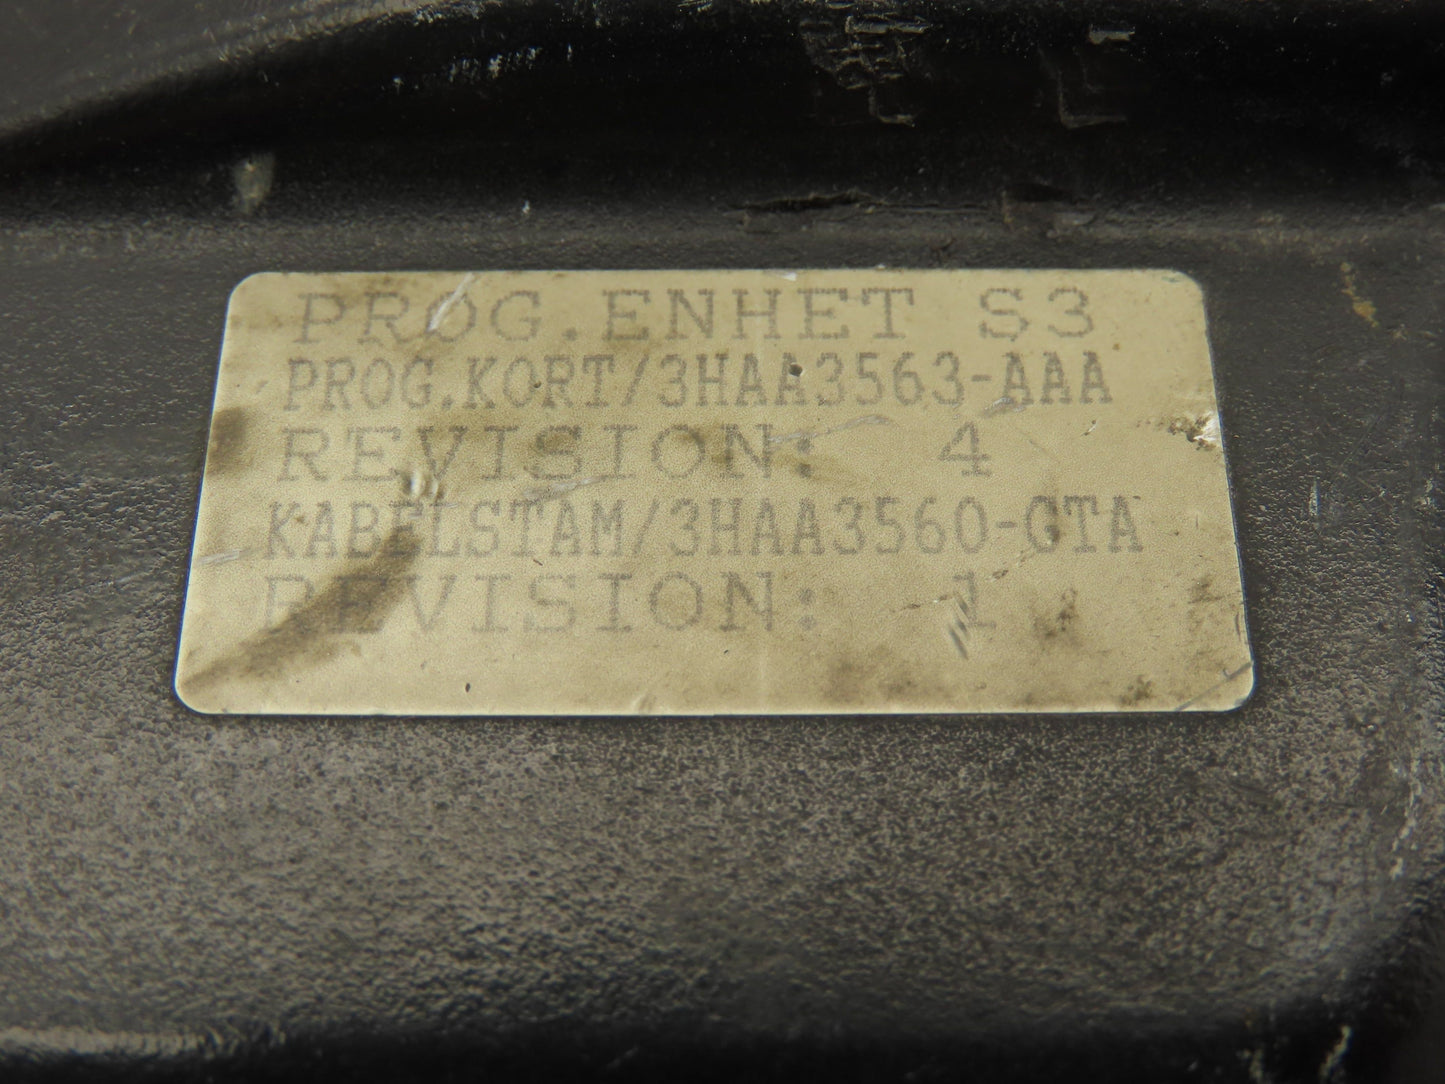 PROG.ENHET S3
PROG.KORT/3HAA3563-AAA
REVISION: 4
KABELSTAM/3HAA3560-GTA
REVISION: 1